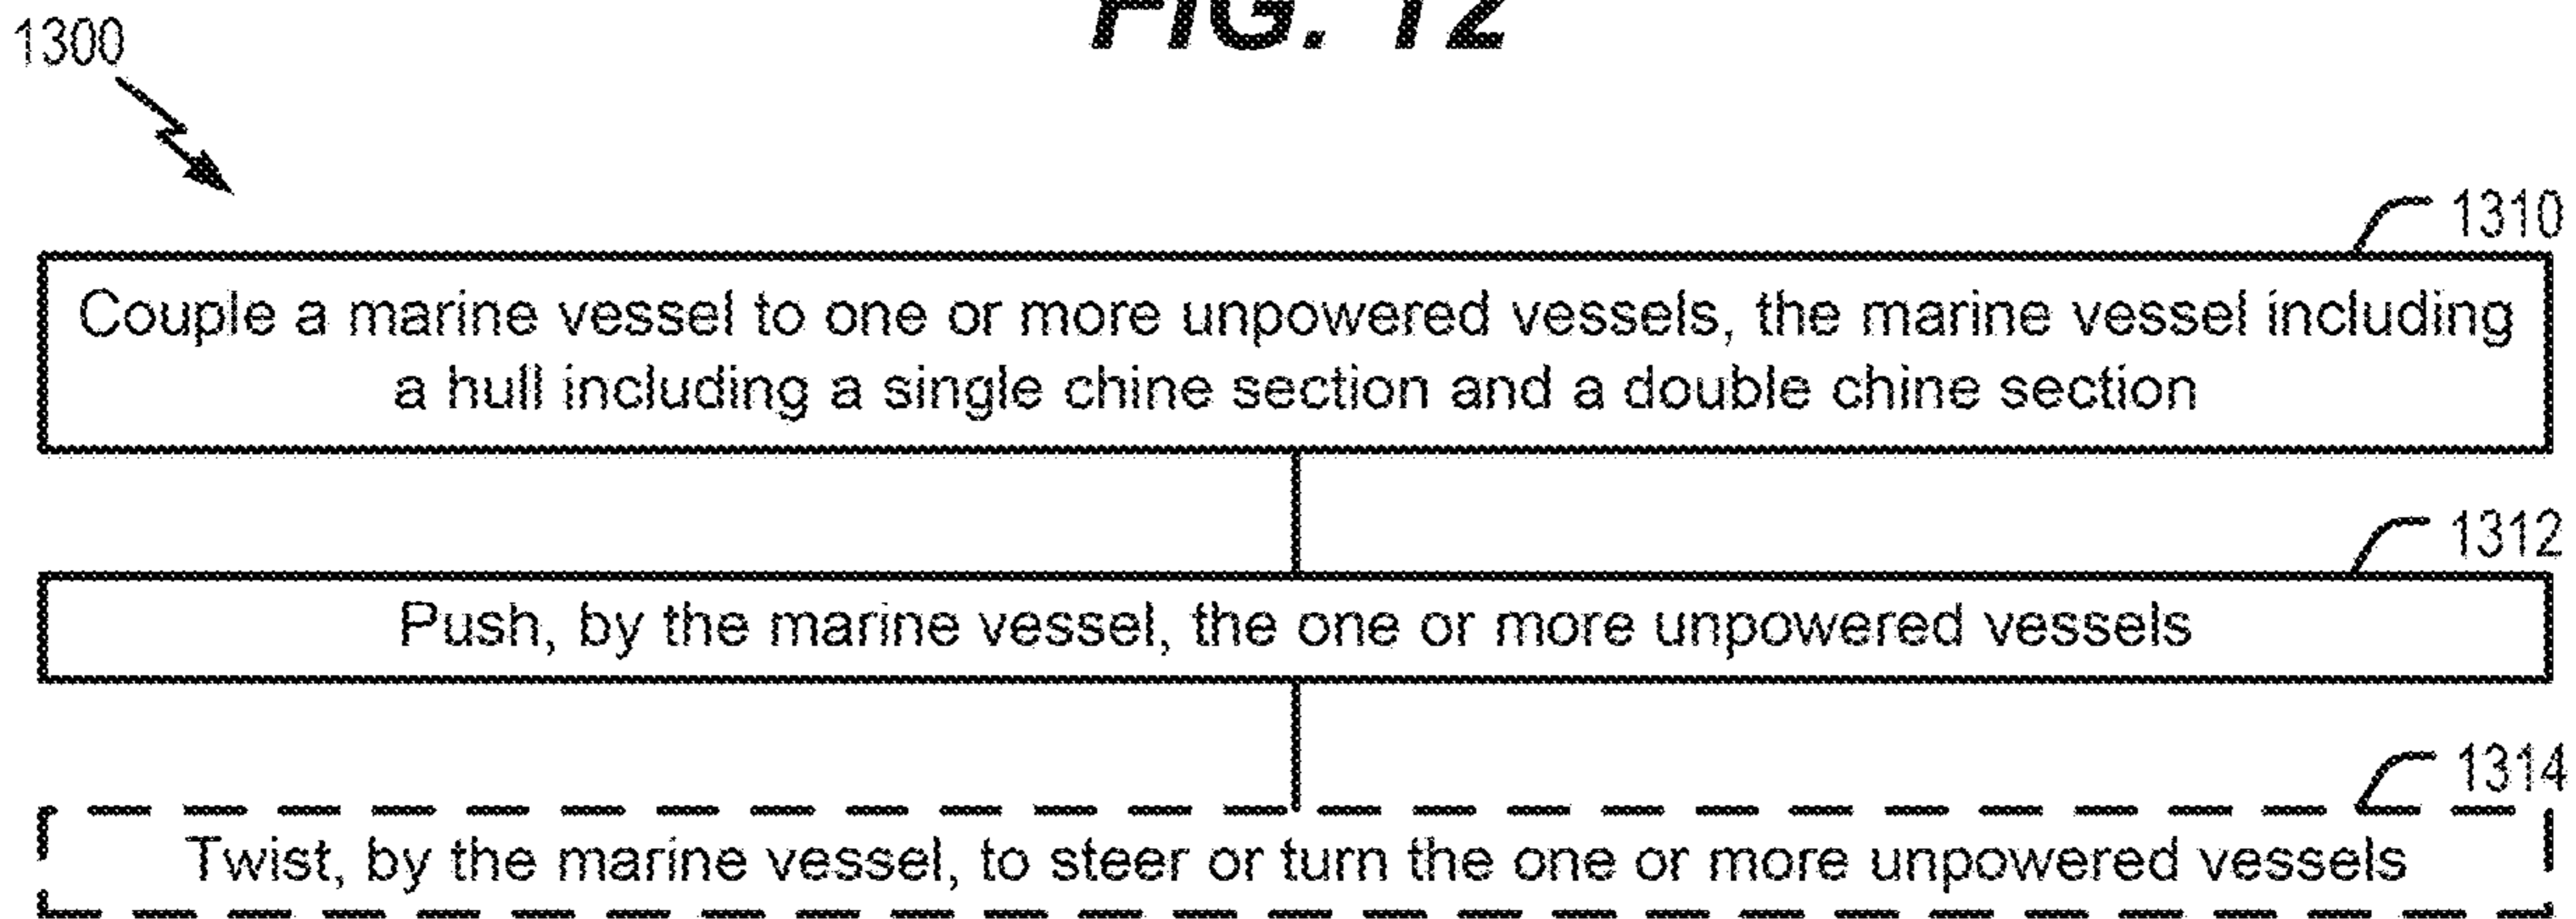 FIG. 12
1300
1310
Couple a marine vessel to one or more unpowered vessels, the marine vessel including
a hull including a single chine section and a double chine section
1312
Push, by the marine vessel, the one or more unpowered vessels
1314
Twist, by the marine vessel, to steer or turn the one or more unpowered vessels